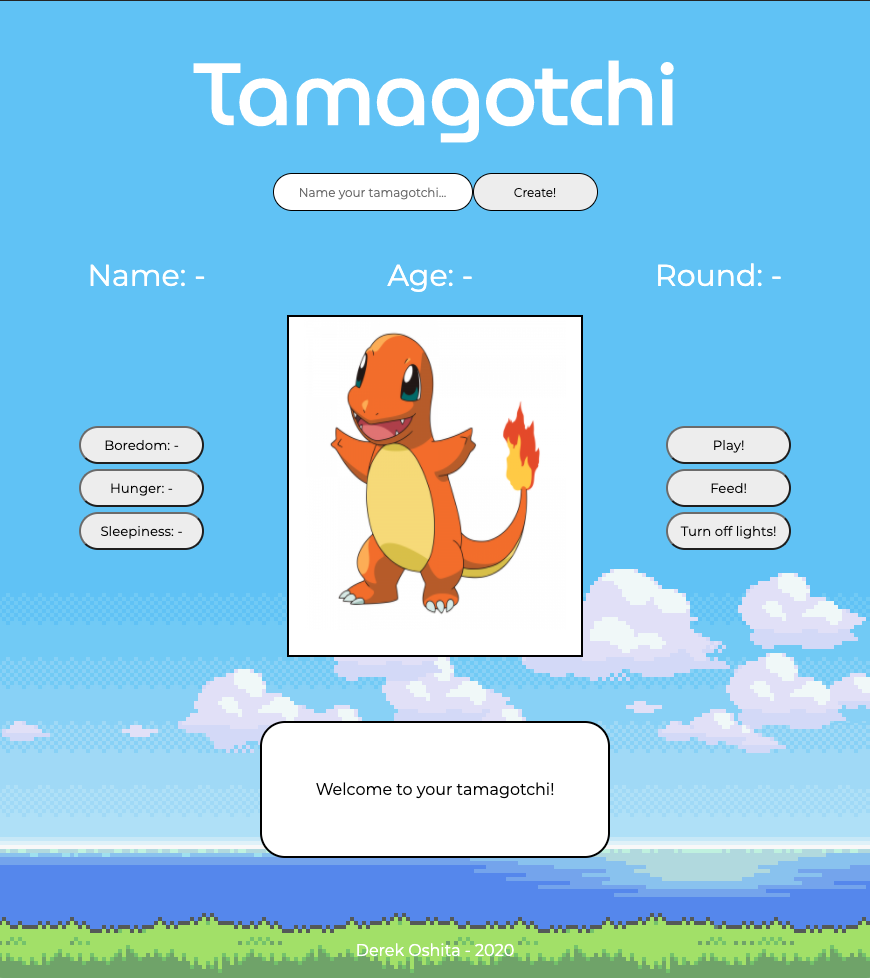 Tamagotchi
Name your tamagotchi...
Create!
Name: -
Age: -
Round: -
Boredom: -
Hunger: -
Sleepiness: -
Play!
Feed!
Turn off lights!
Welcome to your tamagotchi!
Derek Oshita - 2020